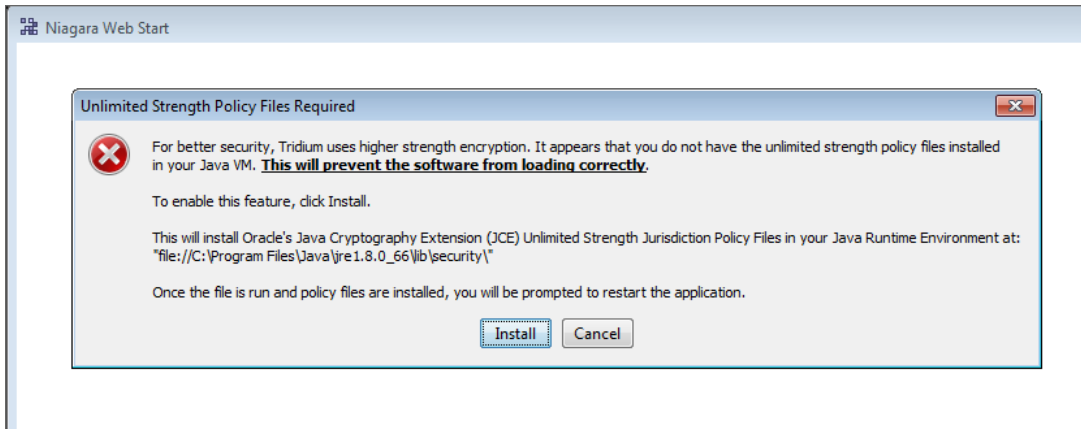 Niagara Web Start
Unlimited Strength Policy Files Required
For better security, Tridium uses higher strength encryption. It appears that you do not have the unlimited strength policy files installed
in your Java VM. This will prevent the software from loading correctly.
To enable this feature, click Install.
This will install Oracle's Java Cryptography Extension (JCE) Unlimited Strength Jurisdiction Policy Files in your Java Runtime Environment at:
"file://C:\Program Files\Java\jre1.8.0_66\lib\security\"
Once the file is run and policy files are installed, you will be prompted to restart the application.
Install Cancel